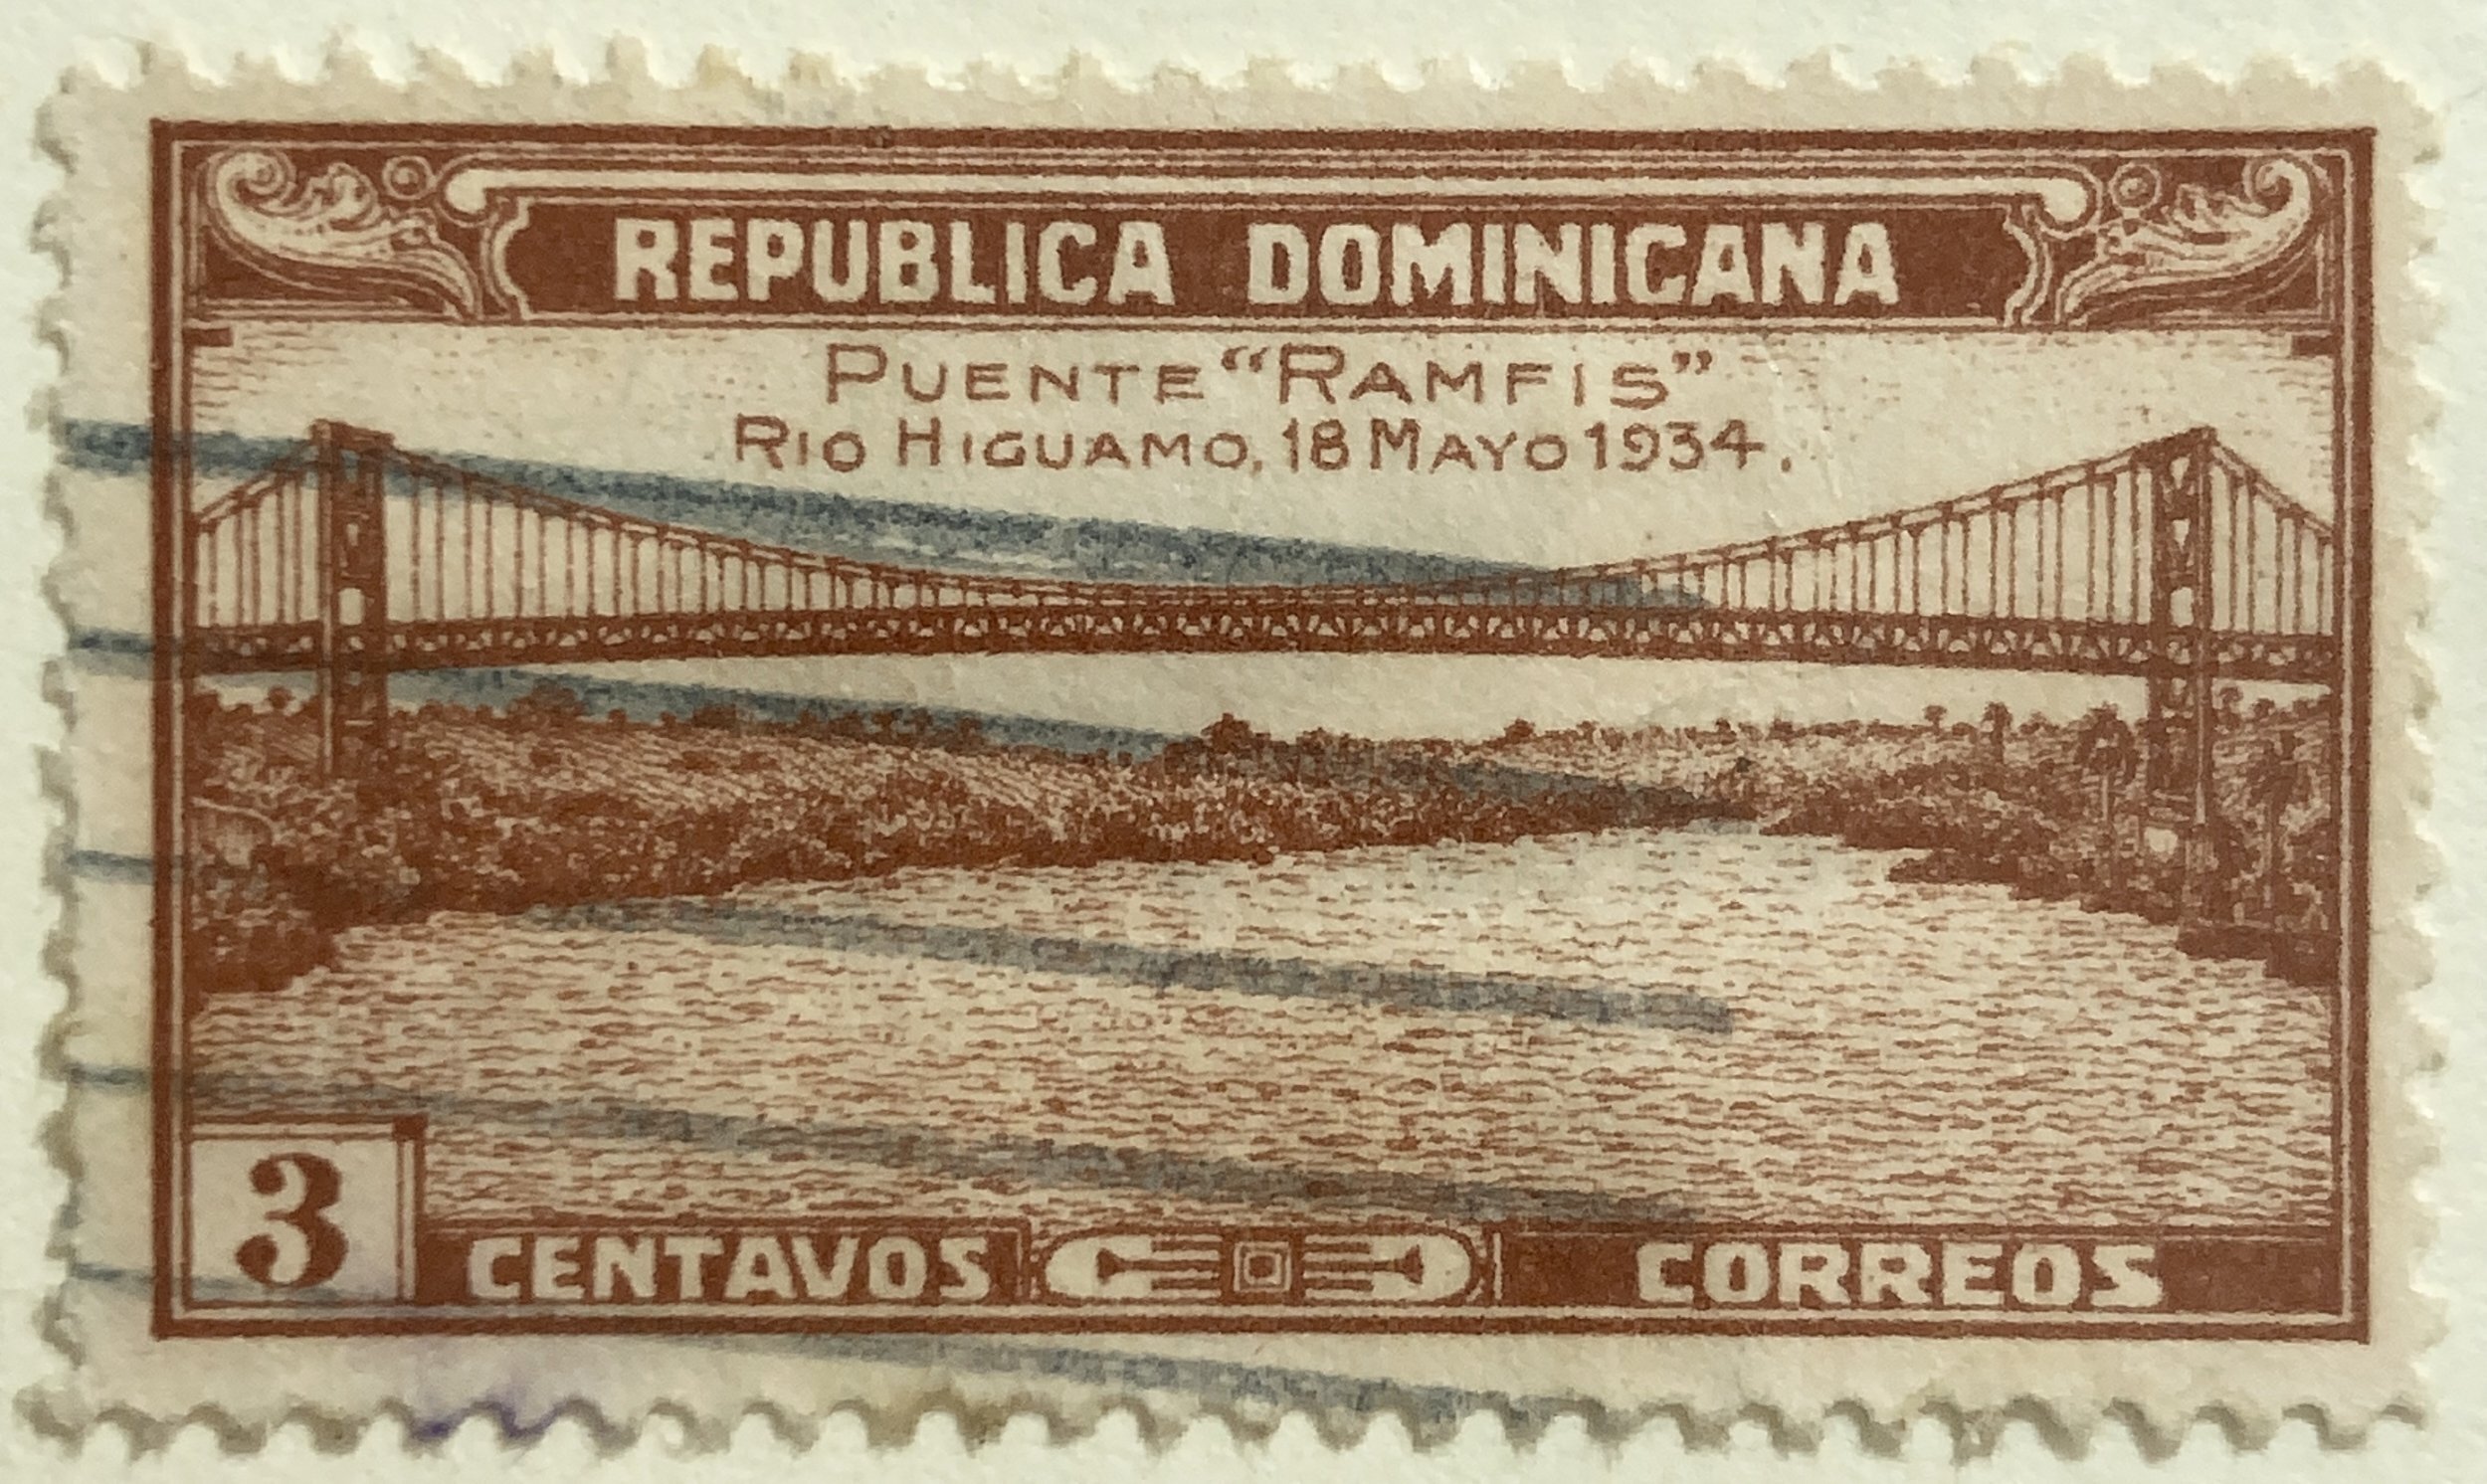 REPUBLICA DOMINICANA
PUENTE “RAMFIS”
RIO HIGUAMO, 18 MAYO 1934.
3 CENTAVOS CORREOS